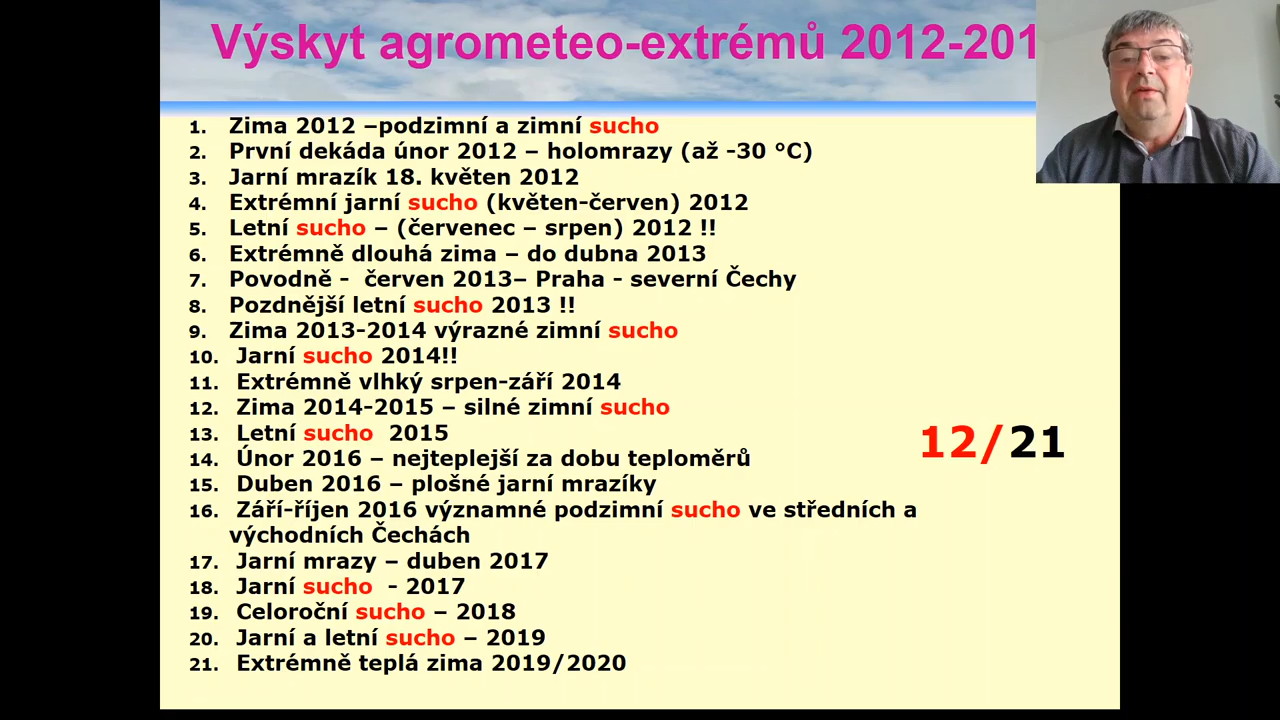 Výskyt agrometeo-extrémů 2012-201
1. Zima 2012 –podzimní a zimní sucho
2. První dekáda únor 2012 – holomrazy (až -30 °C)
3. Jarní mrazík 18. květen 2012
4. Extrémní jarní sucho (květen-červen) 2012
5. Letní sucho – (červenec – srpen) 2012 !!
6. Extrémně dlouhá zima – do dubna 2013
7. Povodně - červen 2013– Praha - severní Čechy
8. Pozdnější letní sucho 2013 !!
9. Zima 2013-2014 výrazné zimní sucho
10. Jarní sucho 2014!!
11. Extrémně vlhký srpen-září 2014
12. Zima 2014-2015 – silné zimní sucho
13. Letní sucho 2015
14. Únor 2016 – nejteplejší za dobu teploměrů
15. Duben 2016 – plošné jarní mrazíky
16. Září-říjen 2016 významné podzimní sucho ve středních a
východních Čechách
17. Jarní mrazy – duben 2017
18. Jarní sucho - 2017
19. Celoroční sucho – 2018
20. Jarní a letní sucho – 2019
21. Extrémně teplá zima 2019/2020
12/21